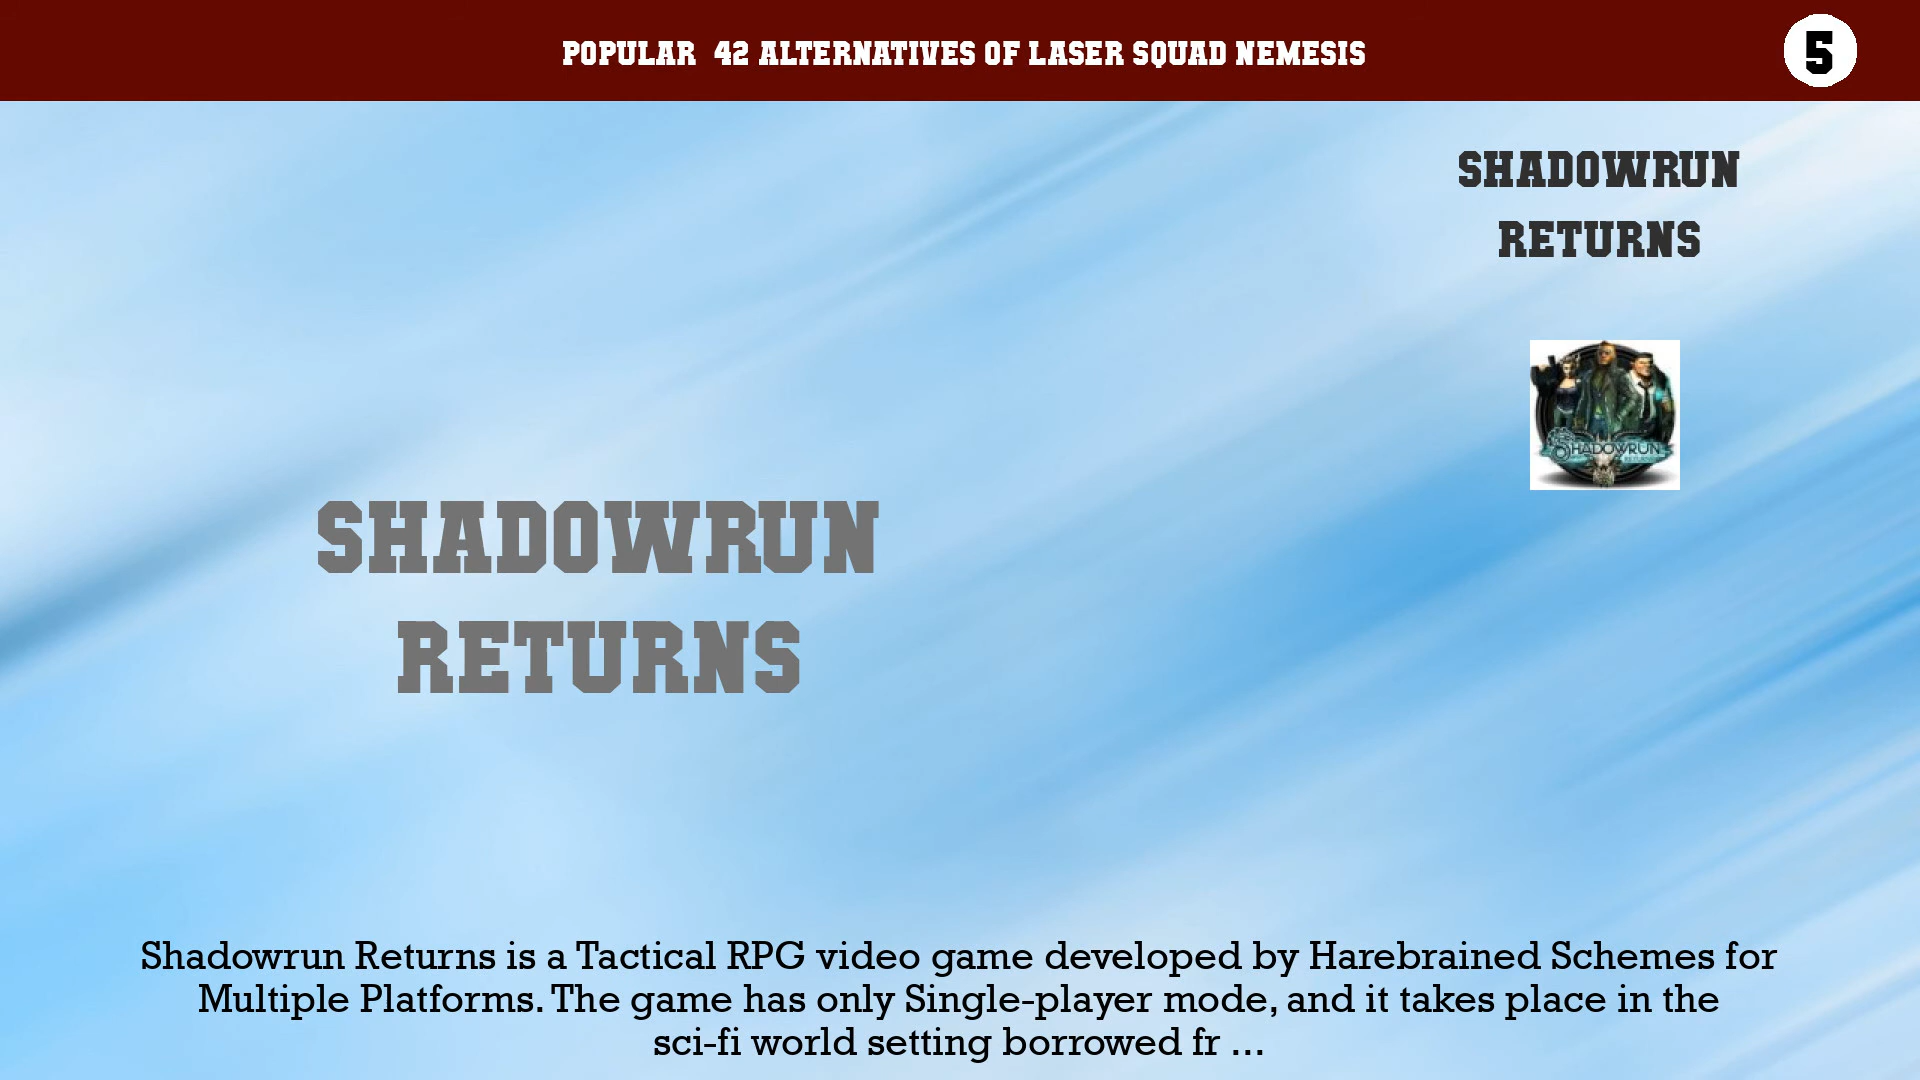 POPULAR  42 ALTERNATIVES OF LASER SQUAD NEMESIS
5
SHADOWRUN
RETURNS
SHADOWRUN
SHADOWRUN
RETURNS
Shadowrun Returns is a Tactical RPG video game developed by Harebrained Schemes for
Multiple Platforms. The game has only Single-player mode, and it takes place in the
sci-fi world setting borrowed fr ...